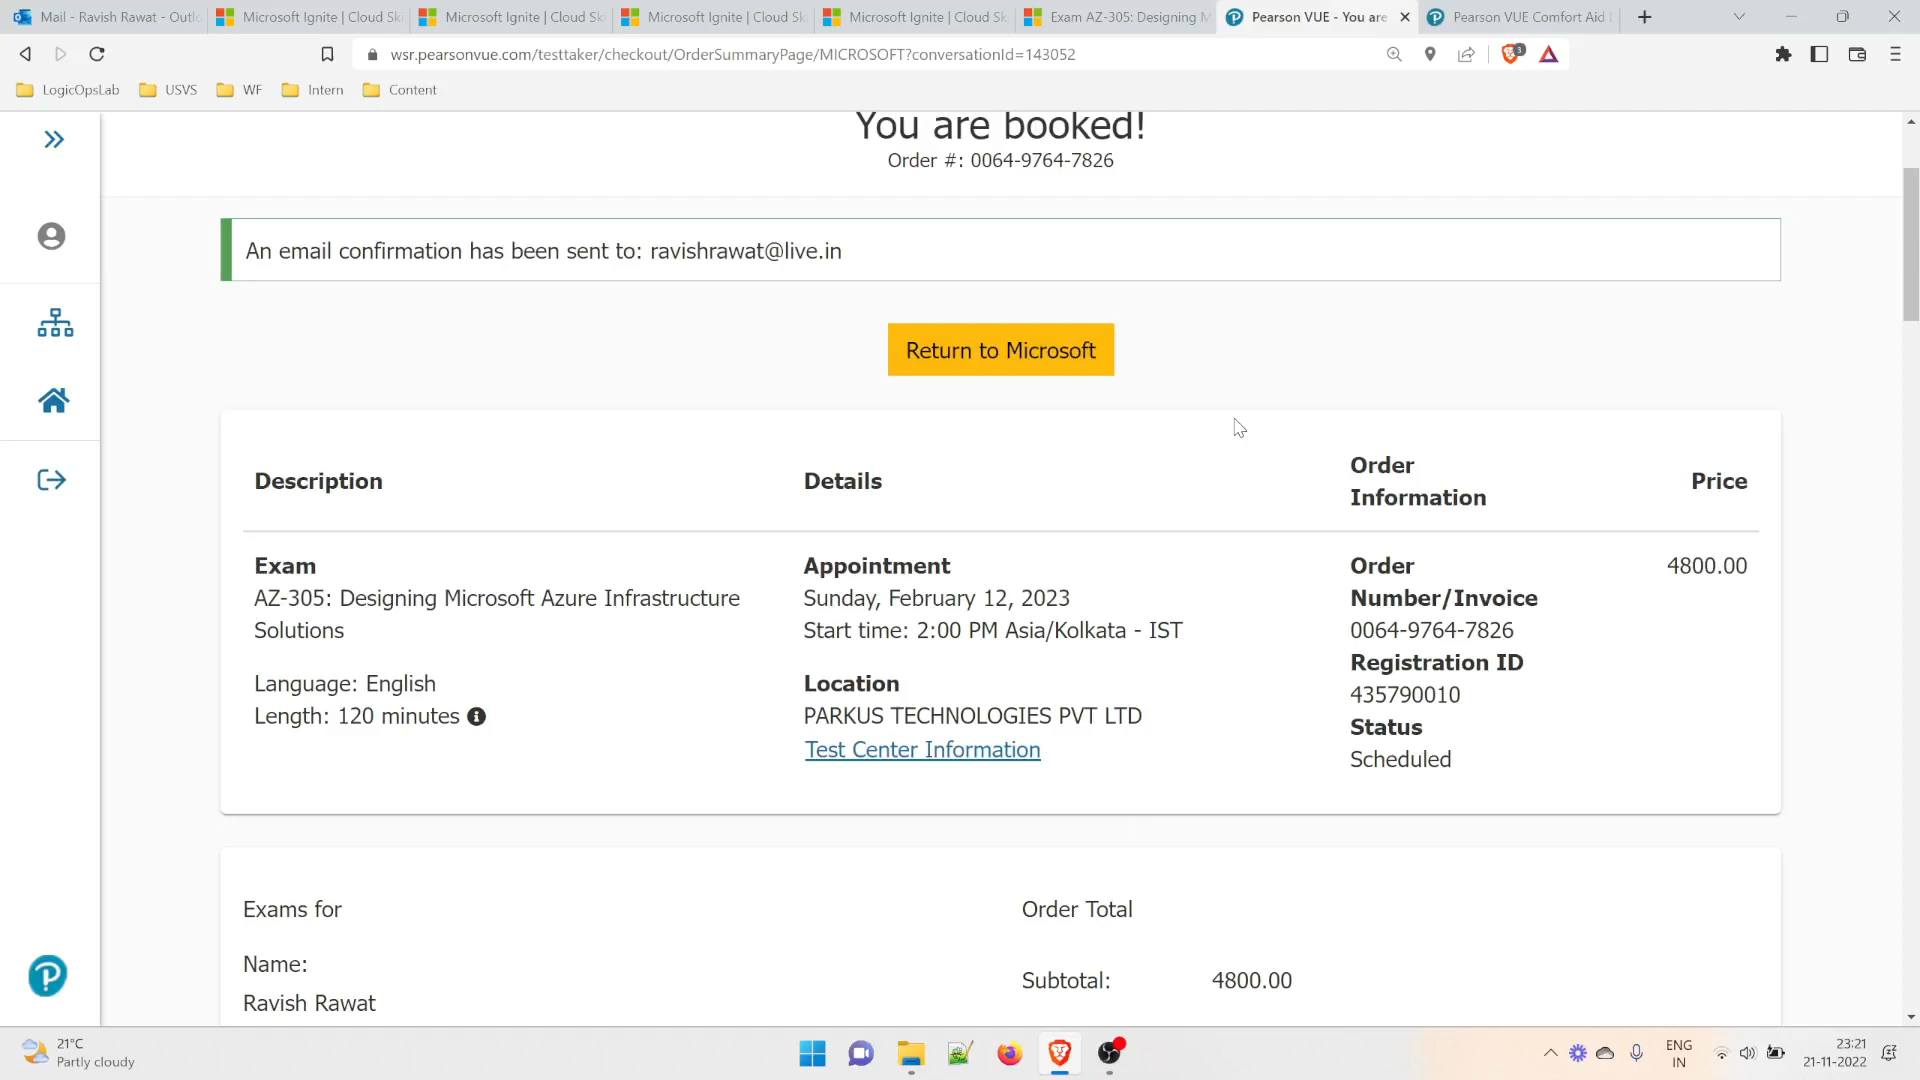 Mail - Ravish Rawat - Outlo
Microsoft Ignite | Cloud Ski
Microsoft Ignite | Cloud Ski
Microsoft Ignite | Cloud Sk
Microsoft Ignite | Cloud Sk
Exam AZ-305: Designing M
Pearson VUE - You are
Pearson VUE Comfort Aid L
wsr.pearsonvue.com/testtaker/checkout/OrderSummaryPage/MICROSOFT?conversationId=143052
3
LogicOpsLab
USVS
WF
Intern
Content
You are booked!
Order #: 0064-9764-7826
An email confirmation has been sent to: ravishrawat@live.in
Return to Microsoft
Description
Details
Order
Information
Price
Exam
AZ-305: Designing Microsoft Azure Infrastructure
Solutions
Language: English
Length: 120 minutes
Appointment
Sunday, February 12, 2023
Start time: 2:00 PM Asia/Kolkata - IST
Location
PARKUS TECHNOLOGIES PVT LTD
Test Center Information
Order
Number/Invoice
0064-9764-7826
Registration ID
435790010
Status
Scheduled
4800.00
Exams for
Name:
Ravish Rawat
Order Total
Subtotal: 4800.00
21°C
Partly cloudy
ENG
IN
23:21
21-11-2022